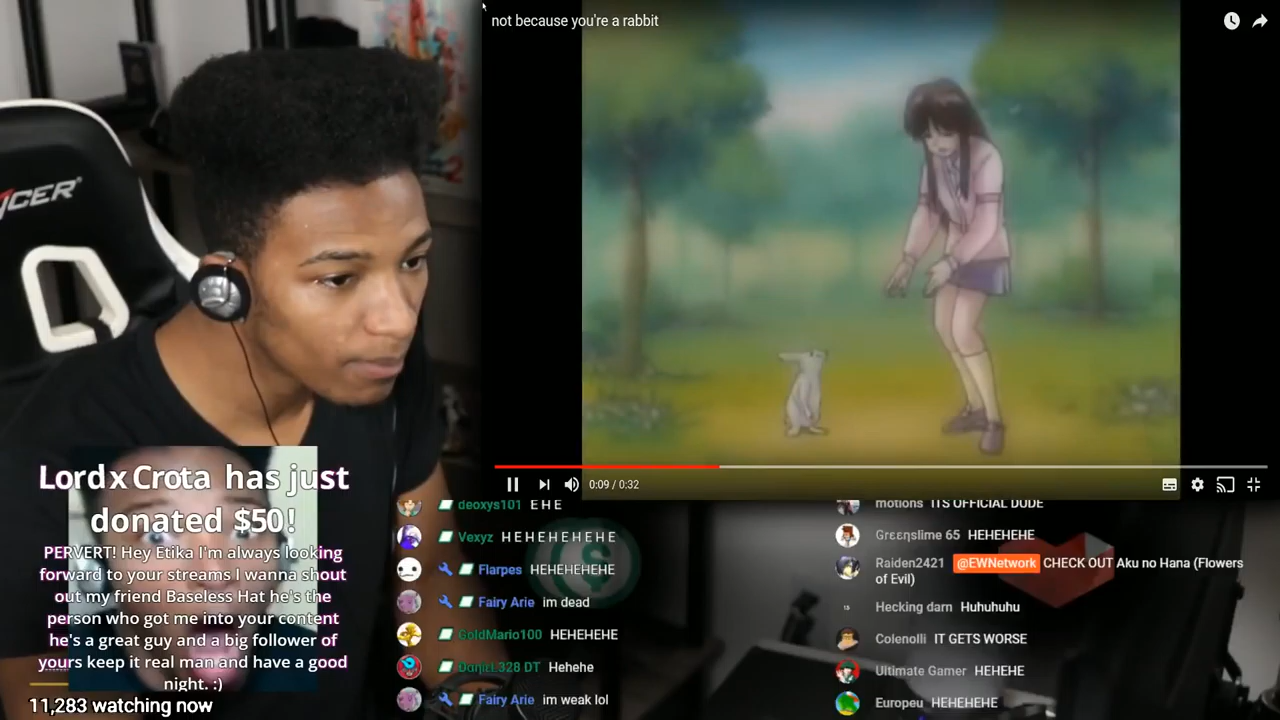 not because you're a rabbit
0:09 / 0:32
Lord x Crota has just
donated $50!
PERVERT! Hey Etika I'm always looking
forward to your streams I wanna shout
out my friend Baseless Hat he's the
person who got me into your content
he's a great guy and a big follower of
yours keep it real man and have a good
night. :)
11,283 watching now
deoxys101 E H E
Vexyz H E H E H E H E H E
Flarpes HEHEHEHEHE
Fairy Arie im dead
GoldMario100 HEHEHEHE
328 DT Hehehe
Fairy Arie im weak lol
motions ITS OFFICIAL DUDE
Grεεηslime 65 HEHEHEHE
Raiden2421 @EWNetwork CHECK OUT Aku no Hana (Flowers
of Evil)
Hecking darn Huhuhuhu
Colenolli IT GETS WORSE
Ultimate Gamer HEHEHE
Europeu HEHEHEHE